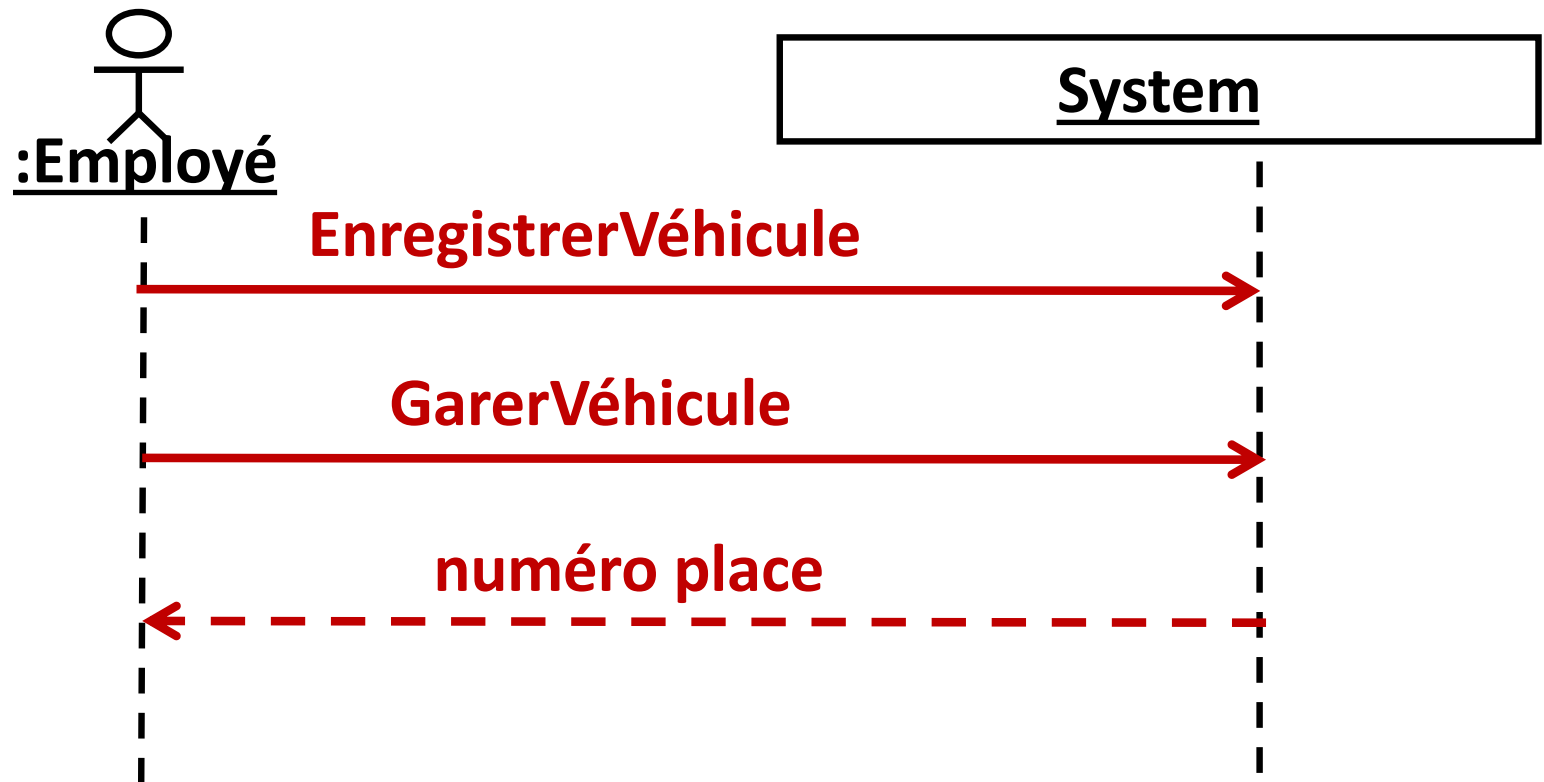 System
:Employé
EnregistrerVéhicule
GarerVéhicule
numéro place